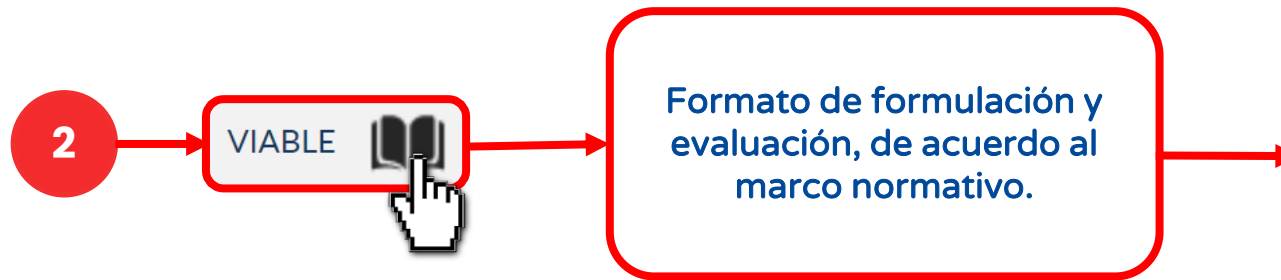 2
VIABLE
Formato de formulación y
evaluación, de acuerdo al
marco normativo.